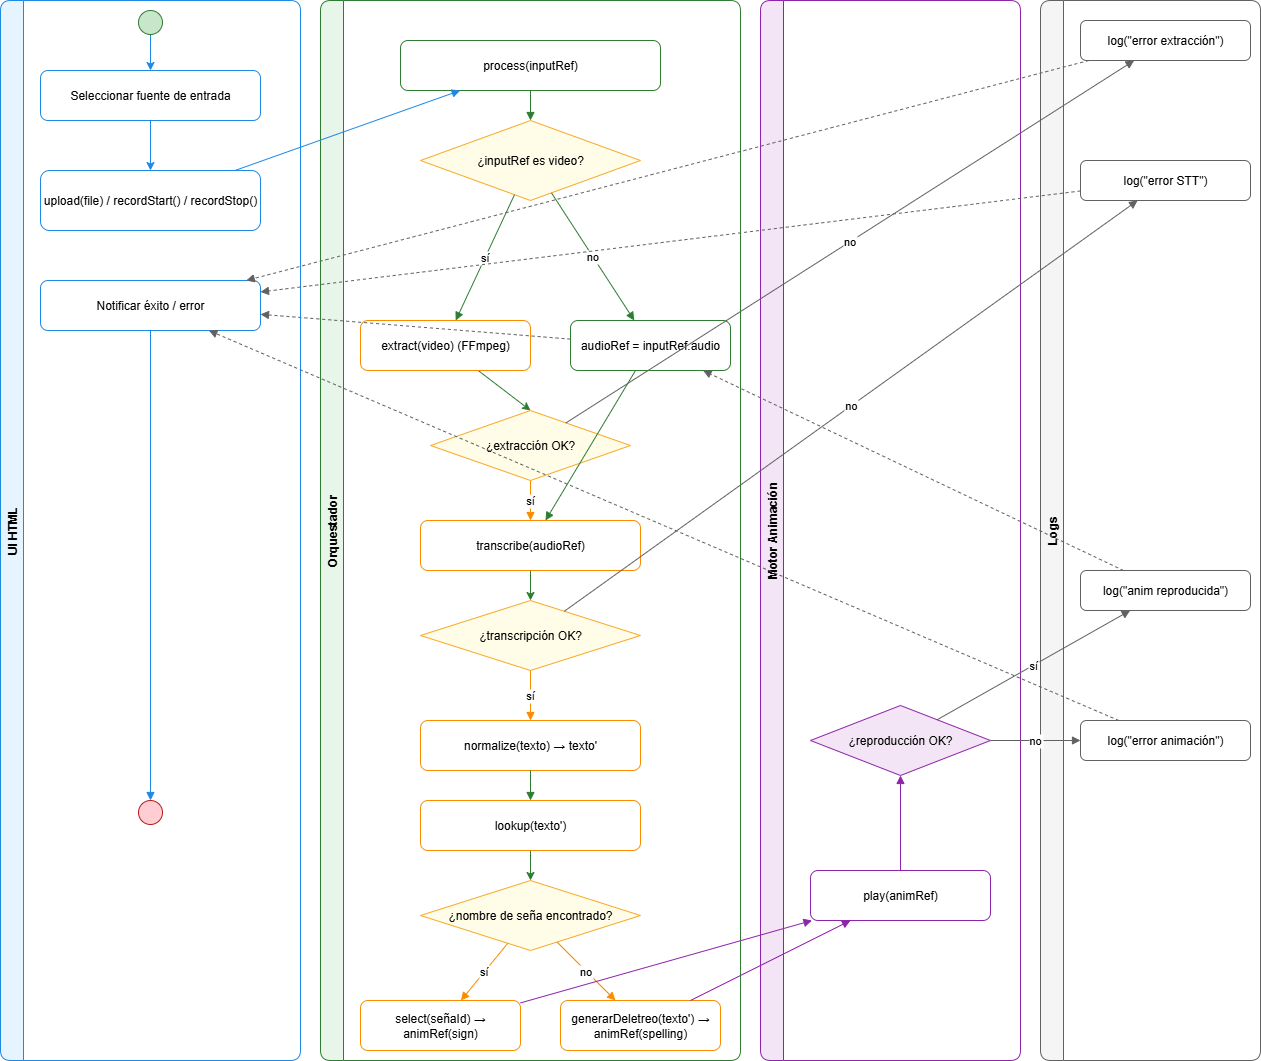 UI HTML
Seleccionar fuente de entrada
upload(file) / recordStart() / recordStop()
Notificar éxito / error
Orquestador
process(inputRef)
¿inputRef es video?
sí
no
extract(video) (FFmpeg)
audioRef = inputRef.audio
¿extracción OK?
no
sí
transcribe(audioRef)
¿transcripción OK?
no
sí
normalize(texto) → texto'
lookup(texto')
¿nombre de seña encontrado?
sí
no
select(señaId) →
animRef(sign)
generarDeletreo(texto') →
animRef(spelling)
Motor Animación
¿reproducción OK?
sí
no
play(animRef)
Logs
log("error extracción")
log("error STT")
log("anim reproducida")
log("error animación")